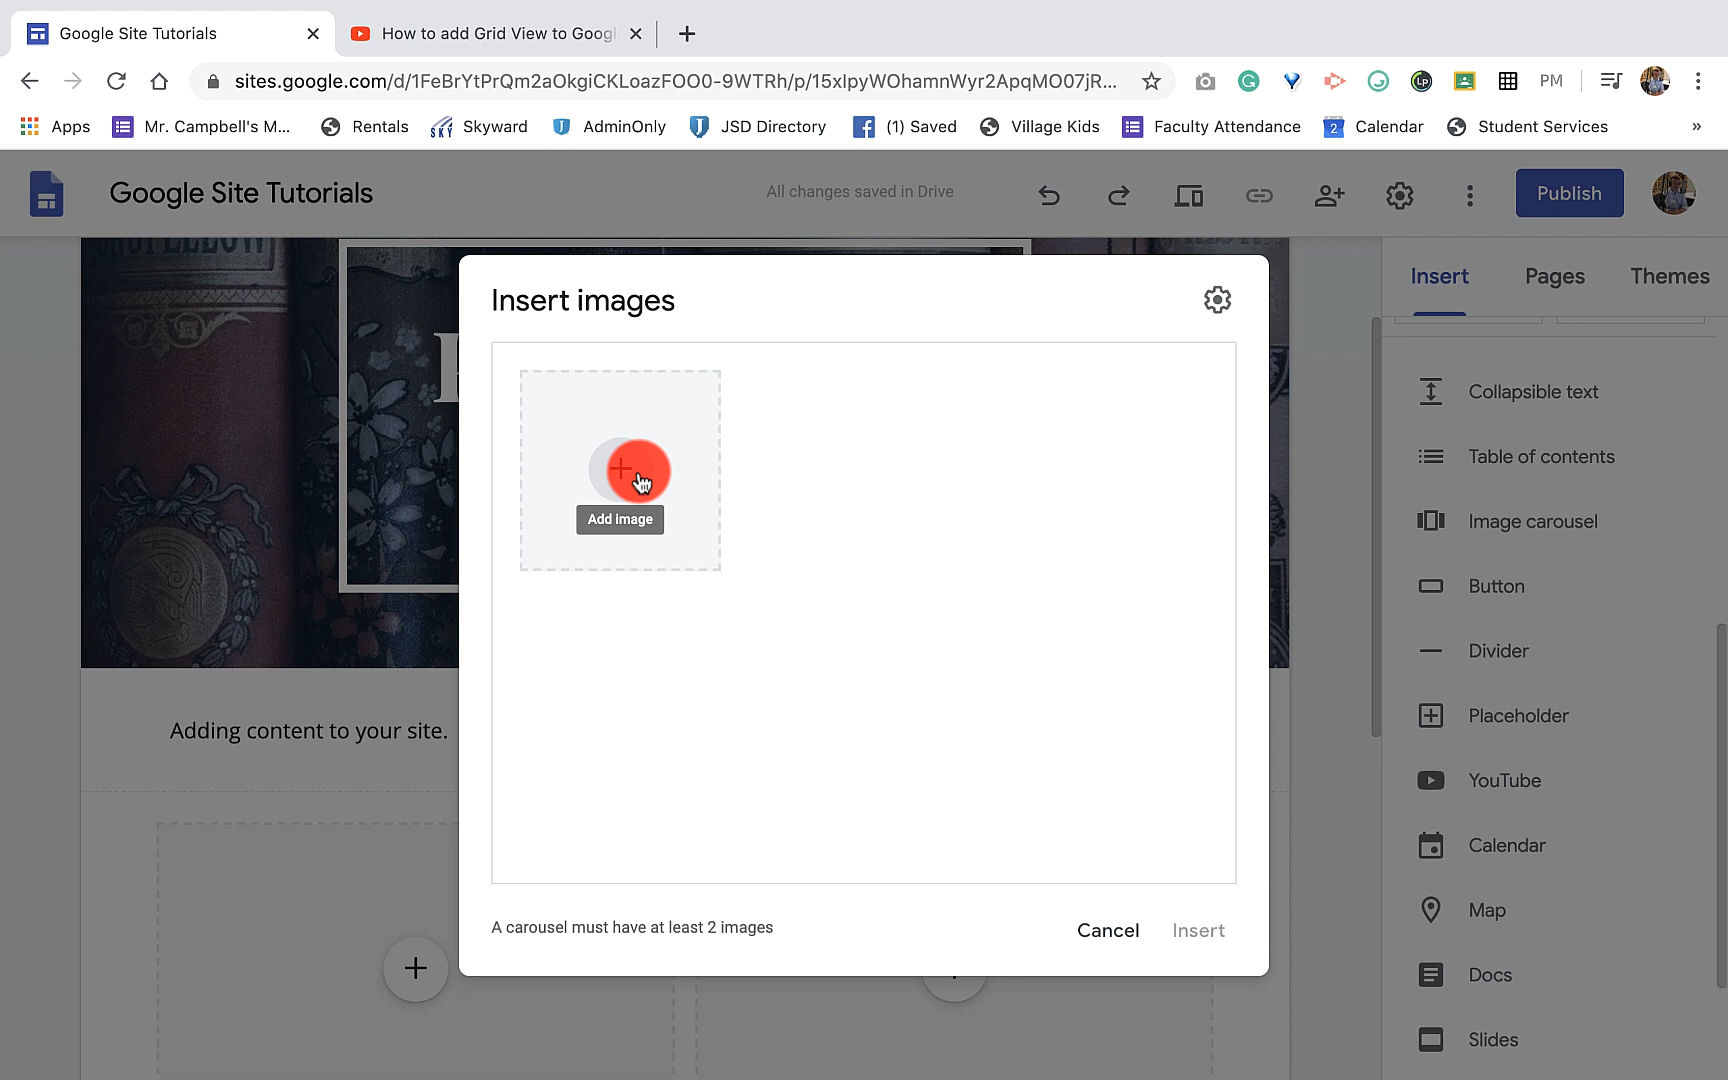 Google Site Tutorials
How to add Grid View to Googl
sites.google.com/d/1FeBrYtPrQm2aOkgiCKLoazFOO0-9WTRh/p/15xIpyWOhamnWyr2ApqMO07jR...
PM
Apps
Mr. Campbell's M...
Rentals
SKY
Skyward
AdminOnly
JSD Directory
(1) Saved
Village Kids
Faculty Attendance
2
Calendar
Student Services
»
Google Site Tutorials
All changes saved in Drive
Publish
Insert
Pages
Themes
Insert images
Add image
A carousel must have at least 2 images
Cancel
Insert
Adding content to your site.
Collapsible text
Table of contents
Image carousel
Button
Divider
Placeholder
YouTube
Calendar
Map
Docs
Slides